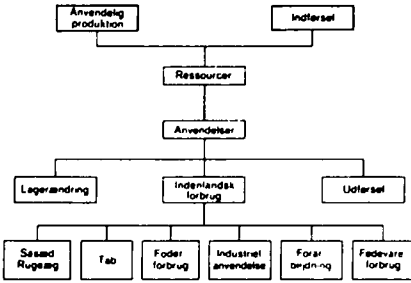 Anvendelig
produktion
Indførsel
Ressourcer
Anvendelser
Lagerændring
Indenlandsk
forbrug
Udførsel
Såsæd
Rugeæg
Tab
Foder
forbrug
Industriel
anvendelse
Forar
bejdning
Fødevare
forbrug